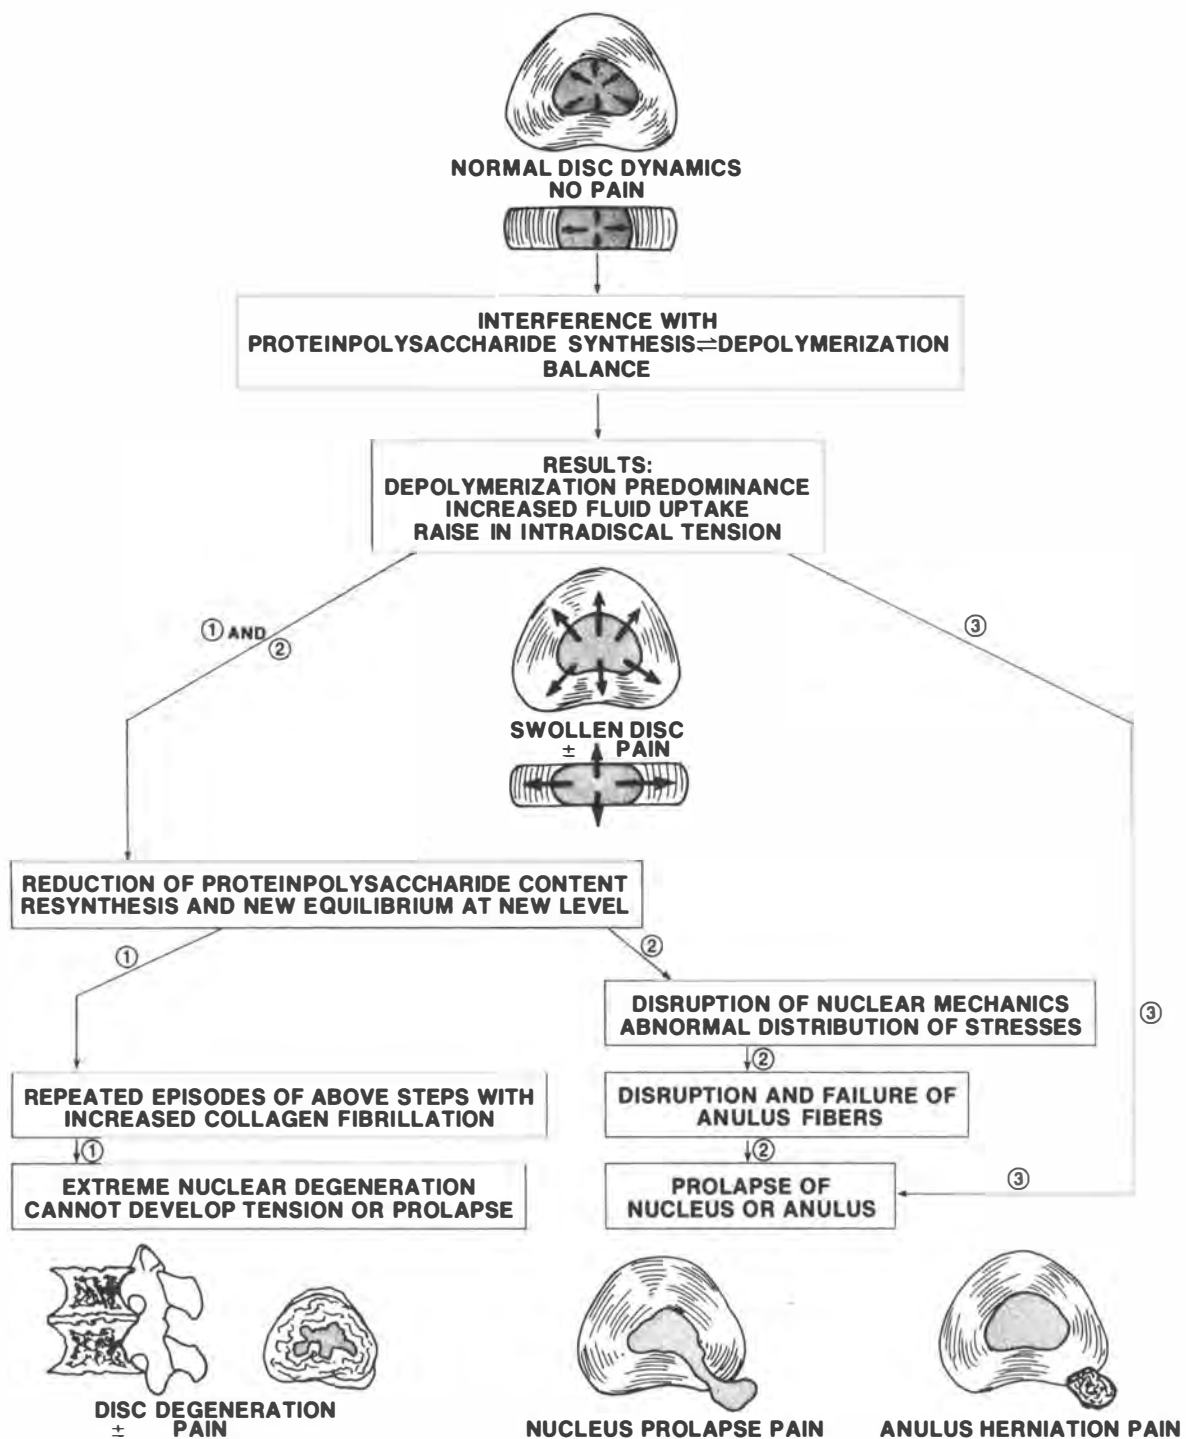 NORMAL DISC DYNAMICS
NO PAIN
INTERFERENCE WITH
PROTEINPOLYSACCHARIDE SYNTHESIS⇌DEPOLYMERIZATION
BALANCE
RESULTS:
DEPOLYMERIZATION PREDOMINANCE
INCREASED FLUID UPTAKE
RAISE IN INTRADISCAL TENSION
① AND
②
③
SWOLLEN DISC
± PAIN
REDUCTION OF PROTEINPOLYSACCHARIDE CONTENT
RESYNTHESIS AND NEW EQUILIBRIUM AT NEW LEVEL
①
②
DISRUPTION OF NUCLEAR MECHANICS
ABNORMAL DISTRIBUTION OF STRESSES
③
②
REPEATED EPISODES OF ABOVE STEPS WITH
INCREASED COLLAGEN FIBRILLATION
DISRUPTION AND FAILURE OF
ANULUS FIBERS
①
②
EXTREME NUCLEAR DEGENERATION
CANNOT DEVELOP TENSION OR PROLAPSE
PROLAPSE OF
NUCLEUS OR ANULUS
③
DISC DEGENERATION
± PAIN
NUCLEUS PROLAPSE PAIN
ANULUS HERNIATION PAIN